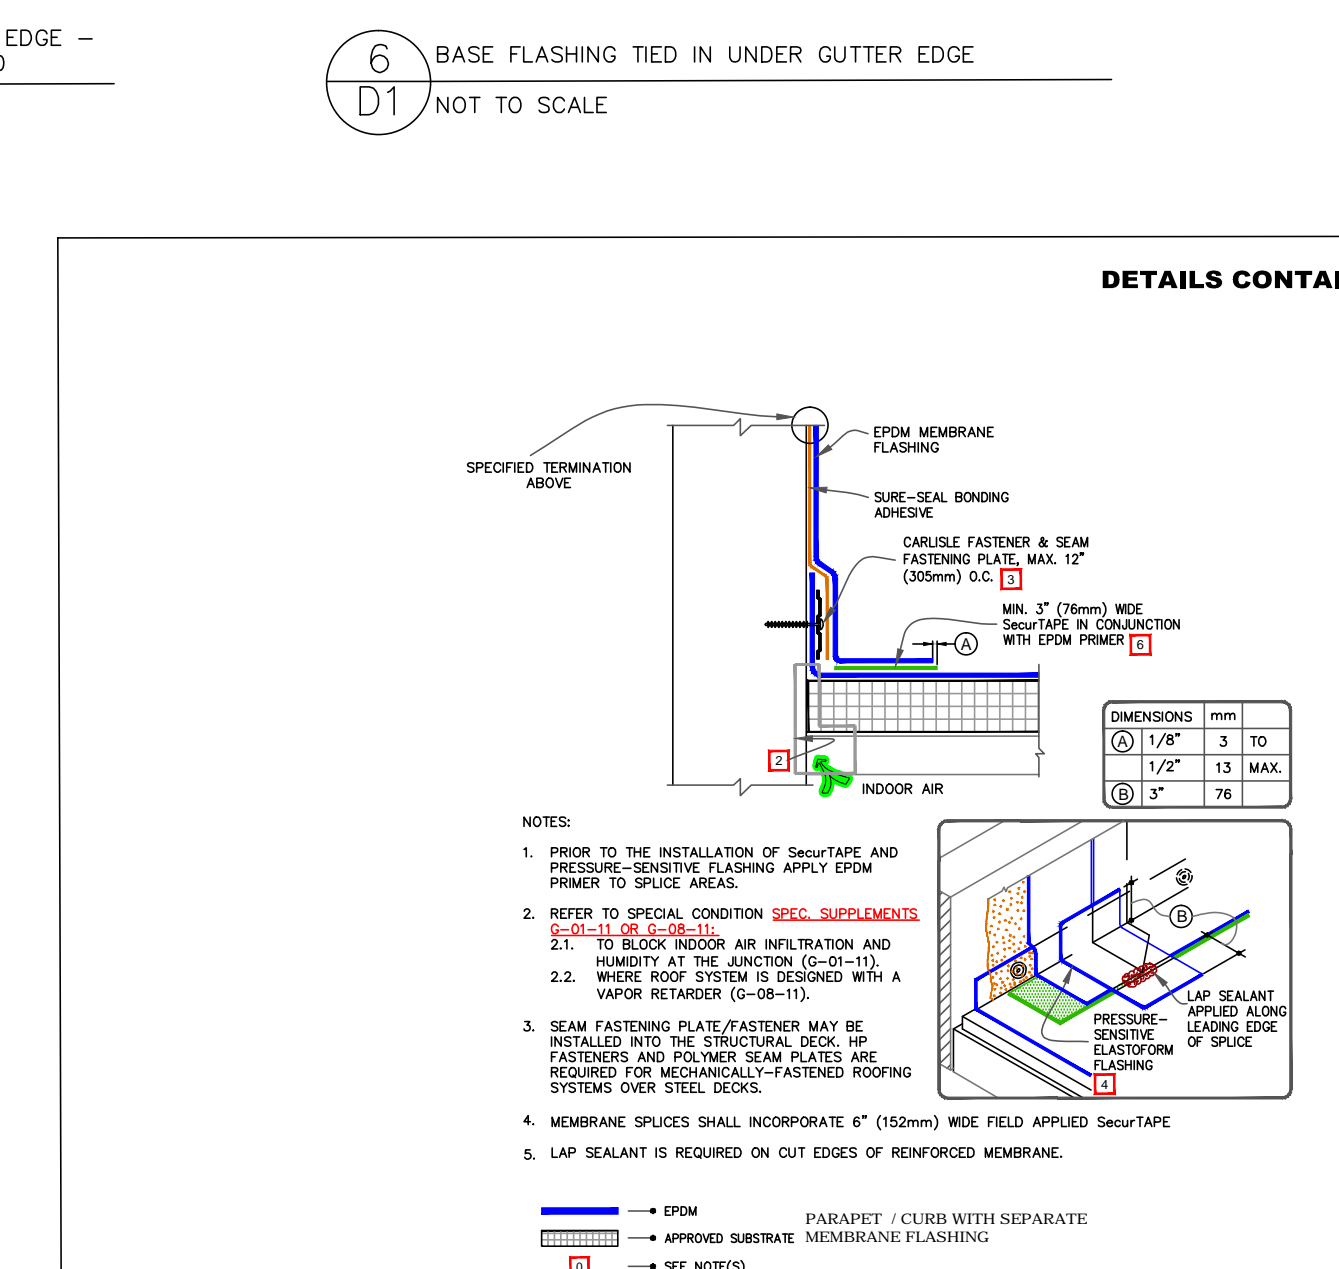 EDGE –
6
D1
BASE FLASHING TIED IN UNDER GUTTER EDGE
NOT TO SCALE
DETAILS CONTAI
SPECIFIED TERMINATION
ABOVE
EPDM MEMBRANE
FLASHING
SURE–SEAL BONDING
ADHESIVE
CARLISLE FASTENER & SEAM
FASTENING PLATE, MAX. 12"
(305mm) O.C. 3
MIN. 3" (76mm) WIDE
SecurTAPE IN CONJUNCTION
WITH EPDM PRIMER 6
A
2
INDOOR AIR
DIMENSIONS mm
A 1/8" 3 TO
1/2" 13 MAX.
B 3" 76
NOTES:
1. PRIOR TO THE INSTALLATION OF SecurTAPE AND
PRESSURE–SENSITIVE FLASHING APPLY EPDM
PRIMER TO SPLICE AREAS.
2. REFER TO SPECIAL CONDITION SPEC. SUPPLEMENTS
G–01–11 OR G–08–11:
2.1. TO BLOCK INDOOR AIR INFILTRATION AND
HUMIDITY AT THE JUNCTION (G–01–11).
2.2. WHERE ROOF SYSTEM IS DESIGNED WITH A
VAPOR RETARDER (G–08–11).
3. SEAM FASTENING PLATE/FASTENER MAY BE
INSTALLED INTO THE STRUCTURAL DECK. HP
FASTENERS AND POLYMER SEAM PLATES ARE
REQUIRED FOR MECHANICALLY–FASTENED ROOFING
SYSTEMS OVER STEEL DECKS.
4. MEMBRANE SPLICES SHALL INCORPORATE 6" (152mm) WIDE FIELD APPLIED SecurTAPE
5. LAP SEALANT IS REQUIRED ON CUT EDGES OF REINFORCED MEMBRANE.
B
LAP SEALANT
APPLIED ALONG
LEADING EDGE
OF SPLICE
PRESSURE–
SENSITIVE
ELASTOFORM
FLASHING
4
EPDM
APPROVED SUBSTRATE
0 SEE NOTE(S)
PARAPET / CURB WITH SEPARATE
MEMBRANE FLASHING